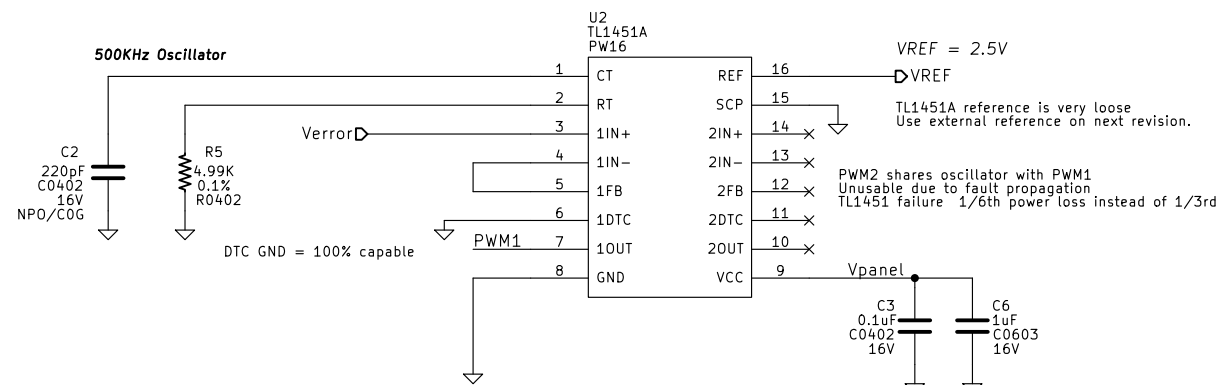 U2
TL1451A
PW16
500KHz Oscillator
VREF = 2.5V
1 CT REF 16 VREF
2 RT SCP 15
TL1451A reference is very loose
Use external reference on next revision.
Verror 3 1IN+ 2IN+ 14
4 1IN- 2IN- 13
5 1FB 2FB 12
6 1DTC 2DTC 11
PWM1 7 1OUT 2OUT 10
8 GND VCC 9 Vpanel
C2
220pF
C0402
16V
NPO/C0G
R5
4.99K
0.1%
R0402
DTC GND = 100% capable
PWM2 shares oscillator with PWM1
Unusable due to fault propagation
TL1451 failure 1/6th power loss instead of 1/3rd
C3
0.1uF
C0402
16V
C6
1uF
C0603
16V